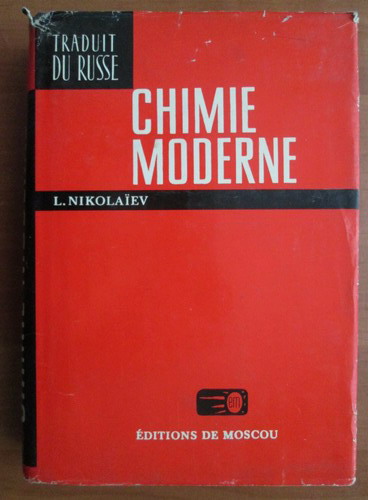 TRADUIT
DU RUSSE
CHIMIE
MODERNE
L. NIKOLAÏEV
ÉDITIONS DE MOSCOU